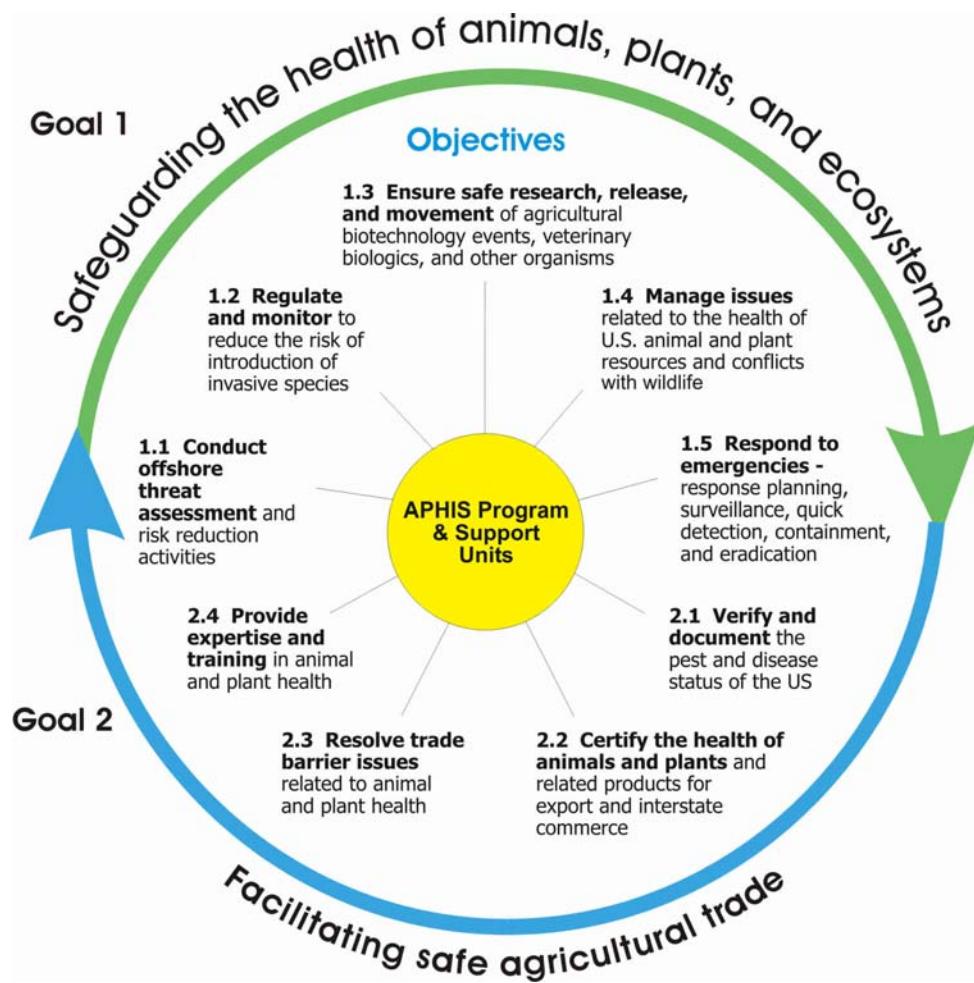 Safeguarding the health of animals, plants, and ecosystems
Goal 1
Objectives
1.3 Ensure safe research, release,
and movement of agricultural
biotechnology events, veterinary
biologics, and other organisms
1.2 Regulate
and monitor to
reduce the risk of
introduction of
invasive species
1.4 Manage issues
related to the health of
U.S. animal and plant
resources and conflicts
with wildlife
1.1 Conduct
offshore
threat
assessment and
risk reduction
activities
APHIS Program
& Support
Units
1.5 Respond to
emergencies -
response planning,
surveillance, quick
detection, containment,
and eradication
2.4 Provide
expertise and
training in animal
and plant health
2.1 Verify and
document the
pest and disease
status of the US
Goal 2
2.3 Resolve trade
barrier issues
related to animal
and plant health
2.2 Certify the health of
animals and plants and
related products for
export and interstate
commerce
Facilitating safe agricultural trade